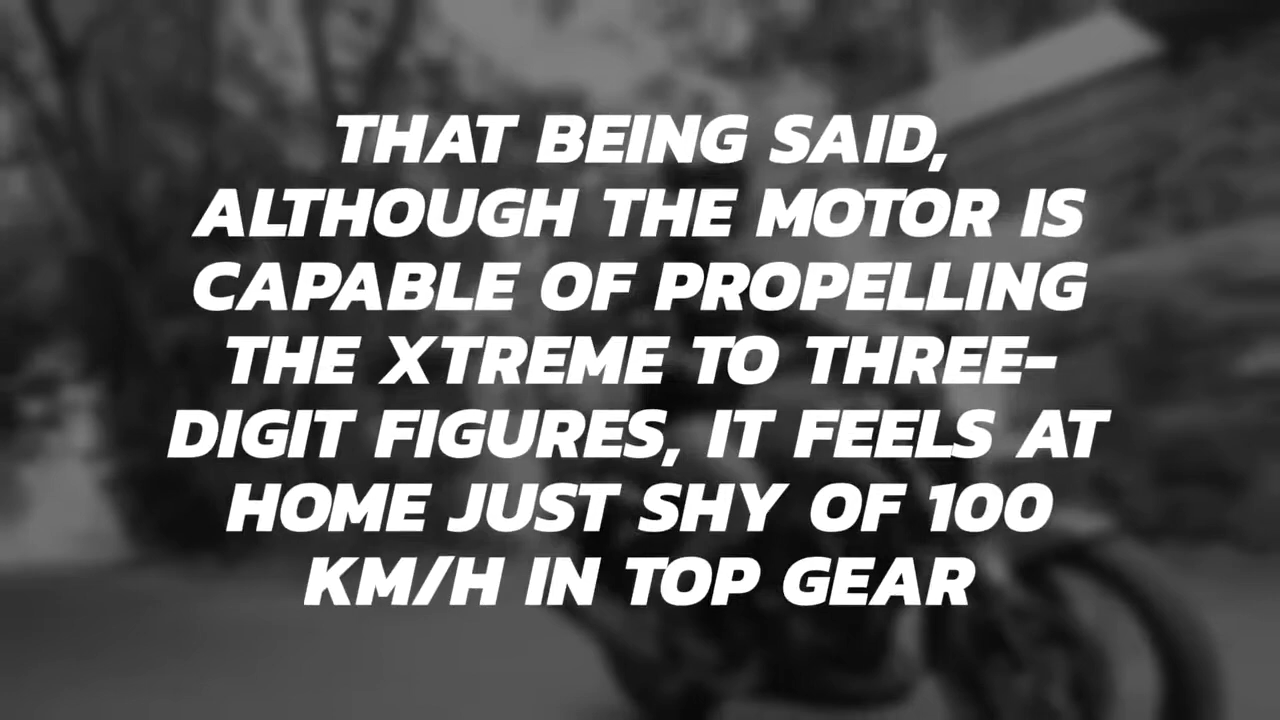 THAT BEING SAID,
ALTHOUGH THE MOTOR IS
CAPABLE OF PROPELLING
THE XTREME TO THREE-
DIGIT FIGURES, IT FEELS AT
HOME JUST SHY OF 100
KM/H IN TOP GEAR